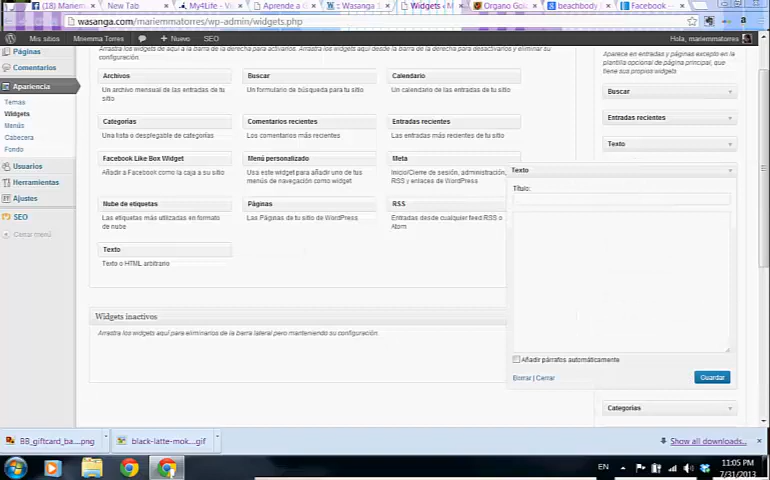 (18) Mariem
New Tab
My4Life - Vi
Aprende a
:: Wasanga
Widgets ‹ M
Organo Gol
beachbody
Facebook
wasanga.com/mariemmatores/wp-admin/widgets.php
Mis sitios
Miriemma Torres
Nuevo
SEO
Hola, mariemmatorres
Páginas
Comentarios
Apariencia
Temas
Widgets
Menús
Cabecera
Fondo
Usuarios
Herramientas
Ajustes
SEO
Cerrar menú
Arrastra los widgets de aquí a la barra de la derecha para activarlos. Arrastra los widgets aquí desde la barra de la derecha para desactivarlos y eliminar su
configuración.
Archivos
Un archivo mensual de las entradas de tu
sitio
Buscar
Un formulario de búsqueda para tu sitio
Calendario
Un calendario de las entradas de tu sitio
Categorías
Una lista o desplegable de categorías
Comentarios recientes
Los comentarios más recientes
Entradas recientes
Las entradas más recientes de tu sitio
Facebook Like Box Widget
Añadir a Facebook como la caja a su sitio
Menú personalizado
Usa este widget para añadir uno de tus
menús de navegación como widget
Meta
Inicio/Cierre de sesión, administración,
RSS y enlaces de WordPress
Nube de etiquetas
Las etiquetas más utilizadas en formato
de nube
Páginas
Las Páginas de tu sitio de WordPress
RSS
Entradas desde cualquier feed RSS o
Atom
Texto
Texto o HTML arbitrario
Widgets inactivos
Arrastra los widgets aquí para eliminarlos de la barra lateral pero manteniendo su configuración.
Aparece en entradas y páginas excepto en la
plantilla opcional de página principal, que
tiene sus propios widgets
Buscar
Entradas recientes
Texto
Texto
Título:
Añadir párrafos automáticamente
Borrar | Cerrar
Guardar
Categorías
BB_giftcard_ba....png
black-latte-mok....gif
Show all downloads...
EN
11:05 PM
7/31/2013